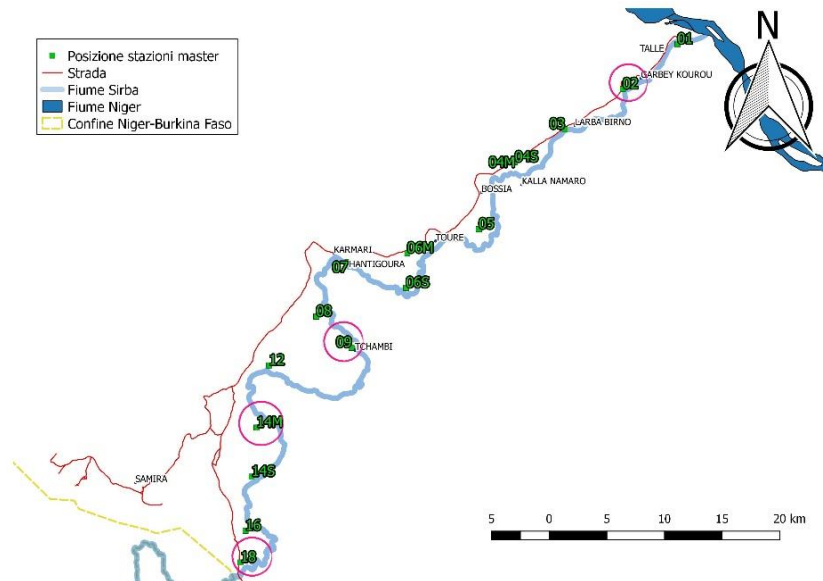 Posizione stazioni master
Strada
Fiume Sirba
Fiume Niger
Confine Niger-Burkina Faso
N
TALLE
01
GARBEY KOUROU
02
03
LARBA BIRNO
04M
04S
KALLA NAMARO
BOSSIA
05
TOURE
06M
KARMARI
07
HANTIGOURA
06S
08
09
TCHAMBI
12
14M
14S
SAMIRA
16
18
5 0 5 10 15 20 km